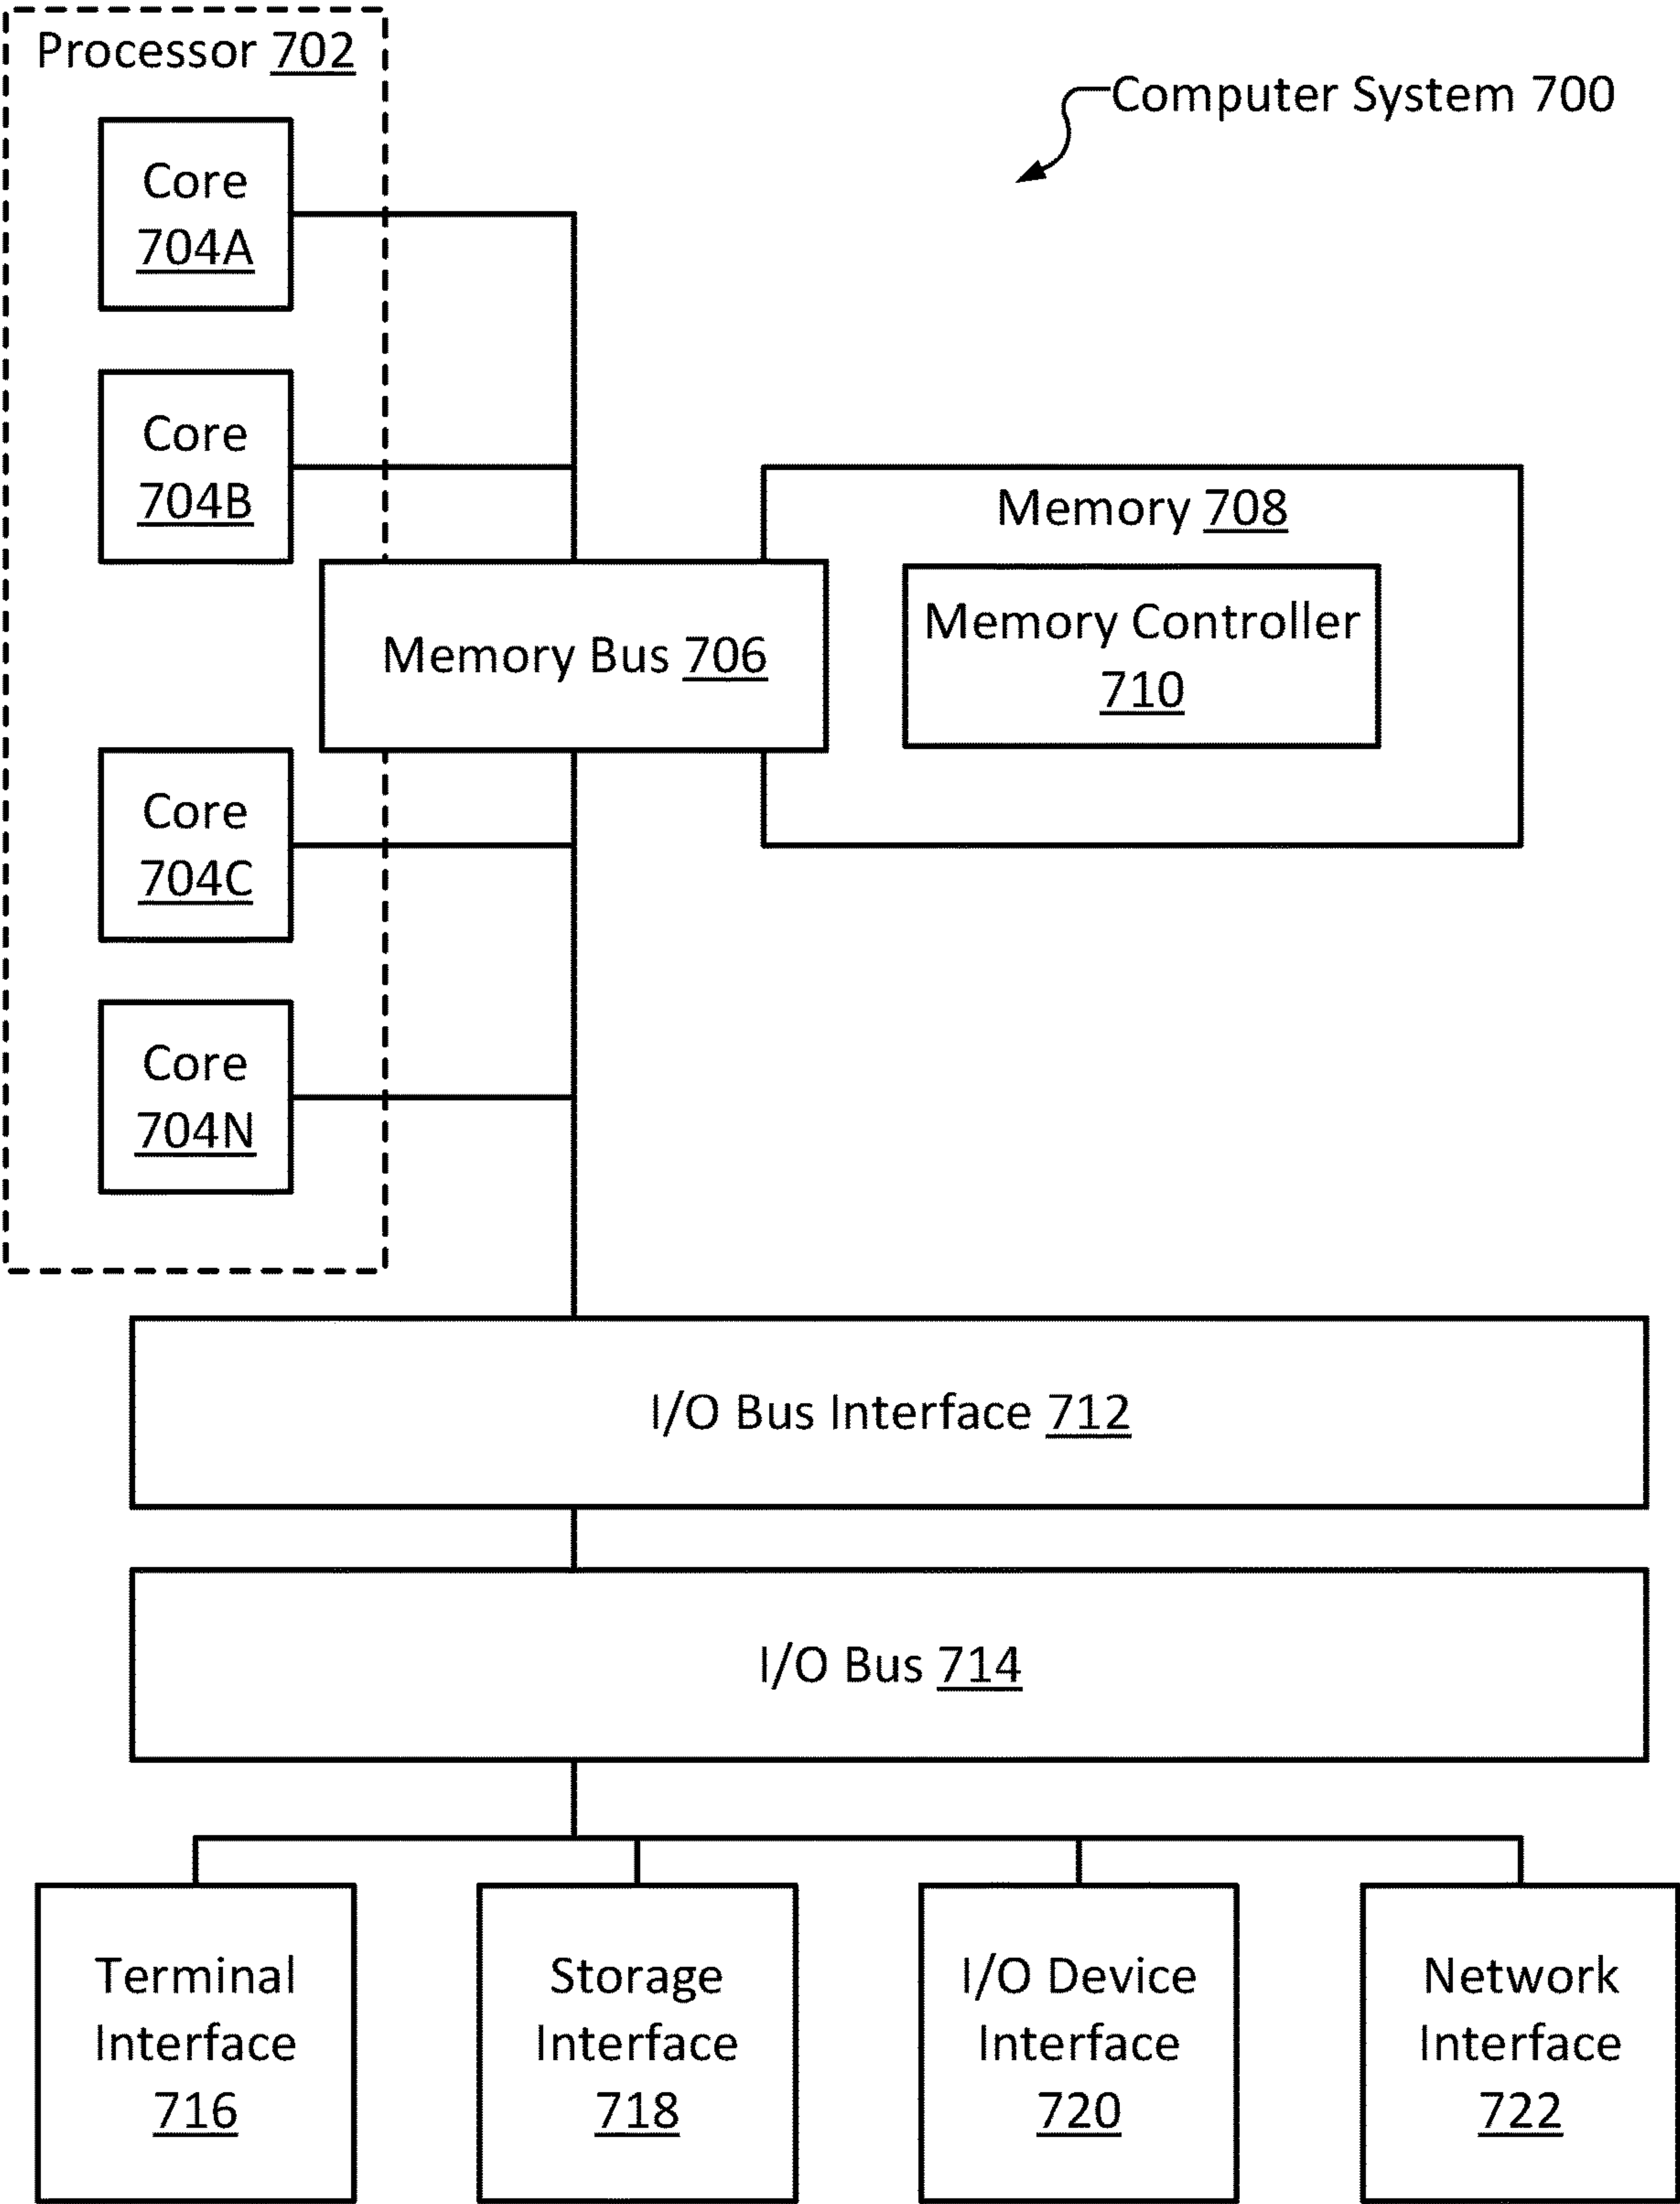 Processor 702
Computer System 700
Core
704A
Core
704B
Memory 708
Memory Controller
710
Memory Bus 706
Core
704C
Core
704N
I/O Bus Interface 712
I/O Bus 714
Terminal
Interface
716
Storage
Interface
718
I/O Device
Interface
720
Network
Interface
722